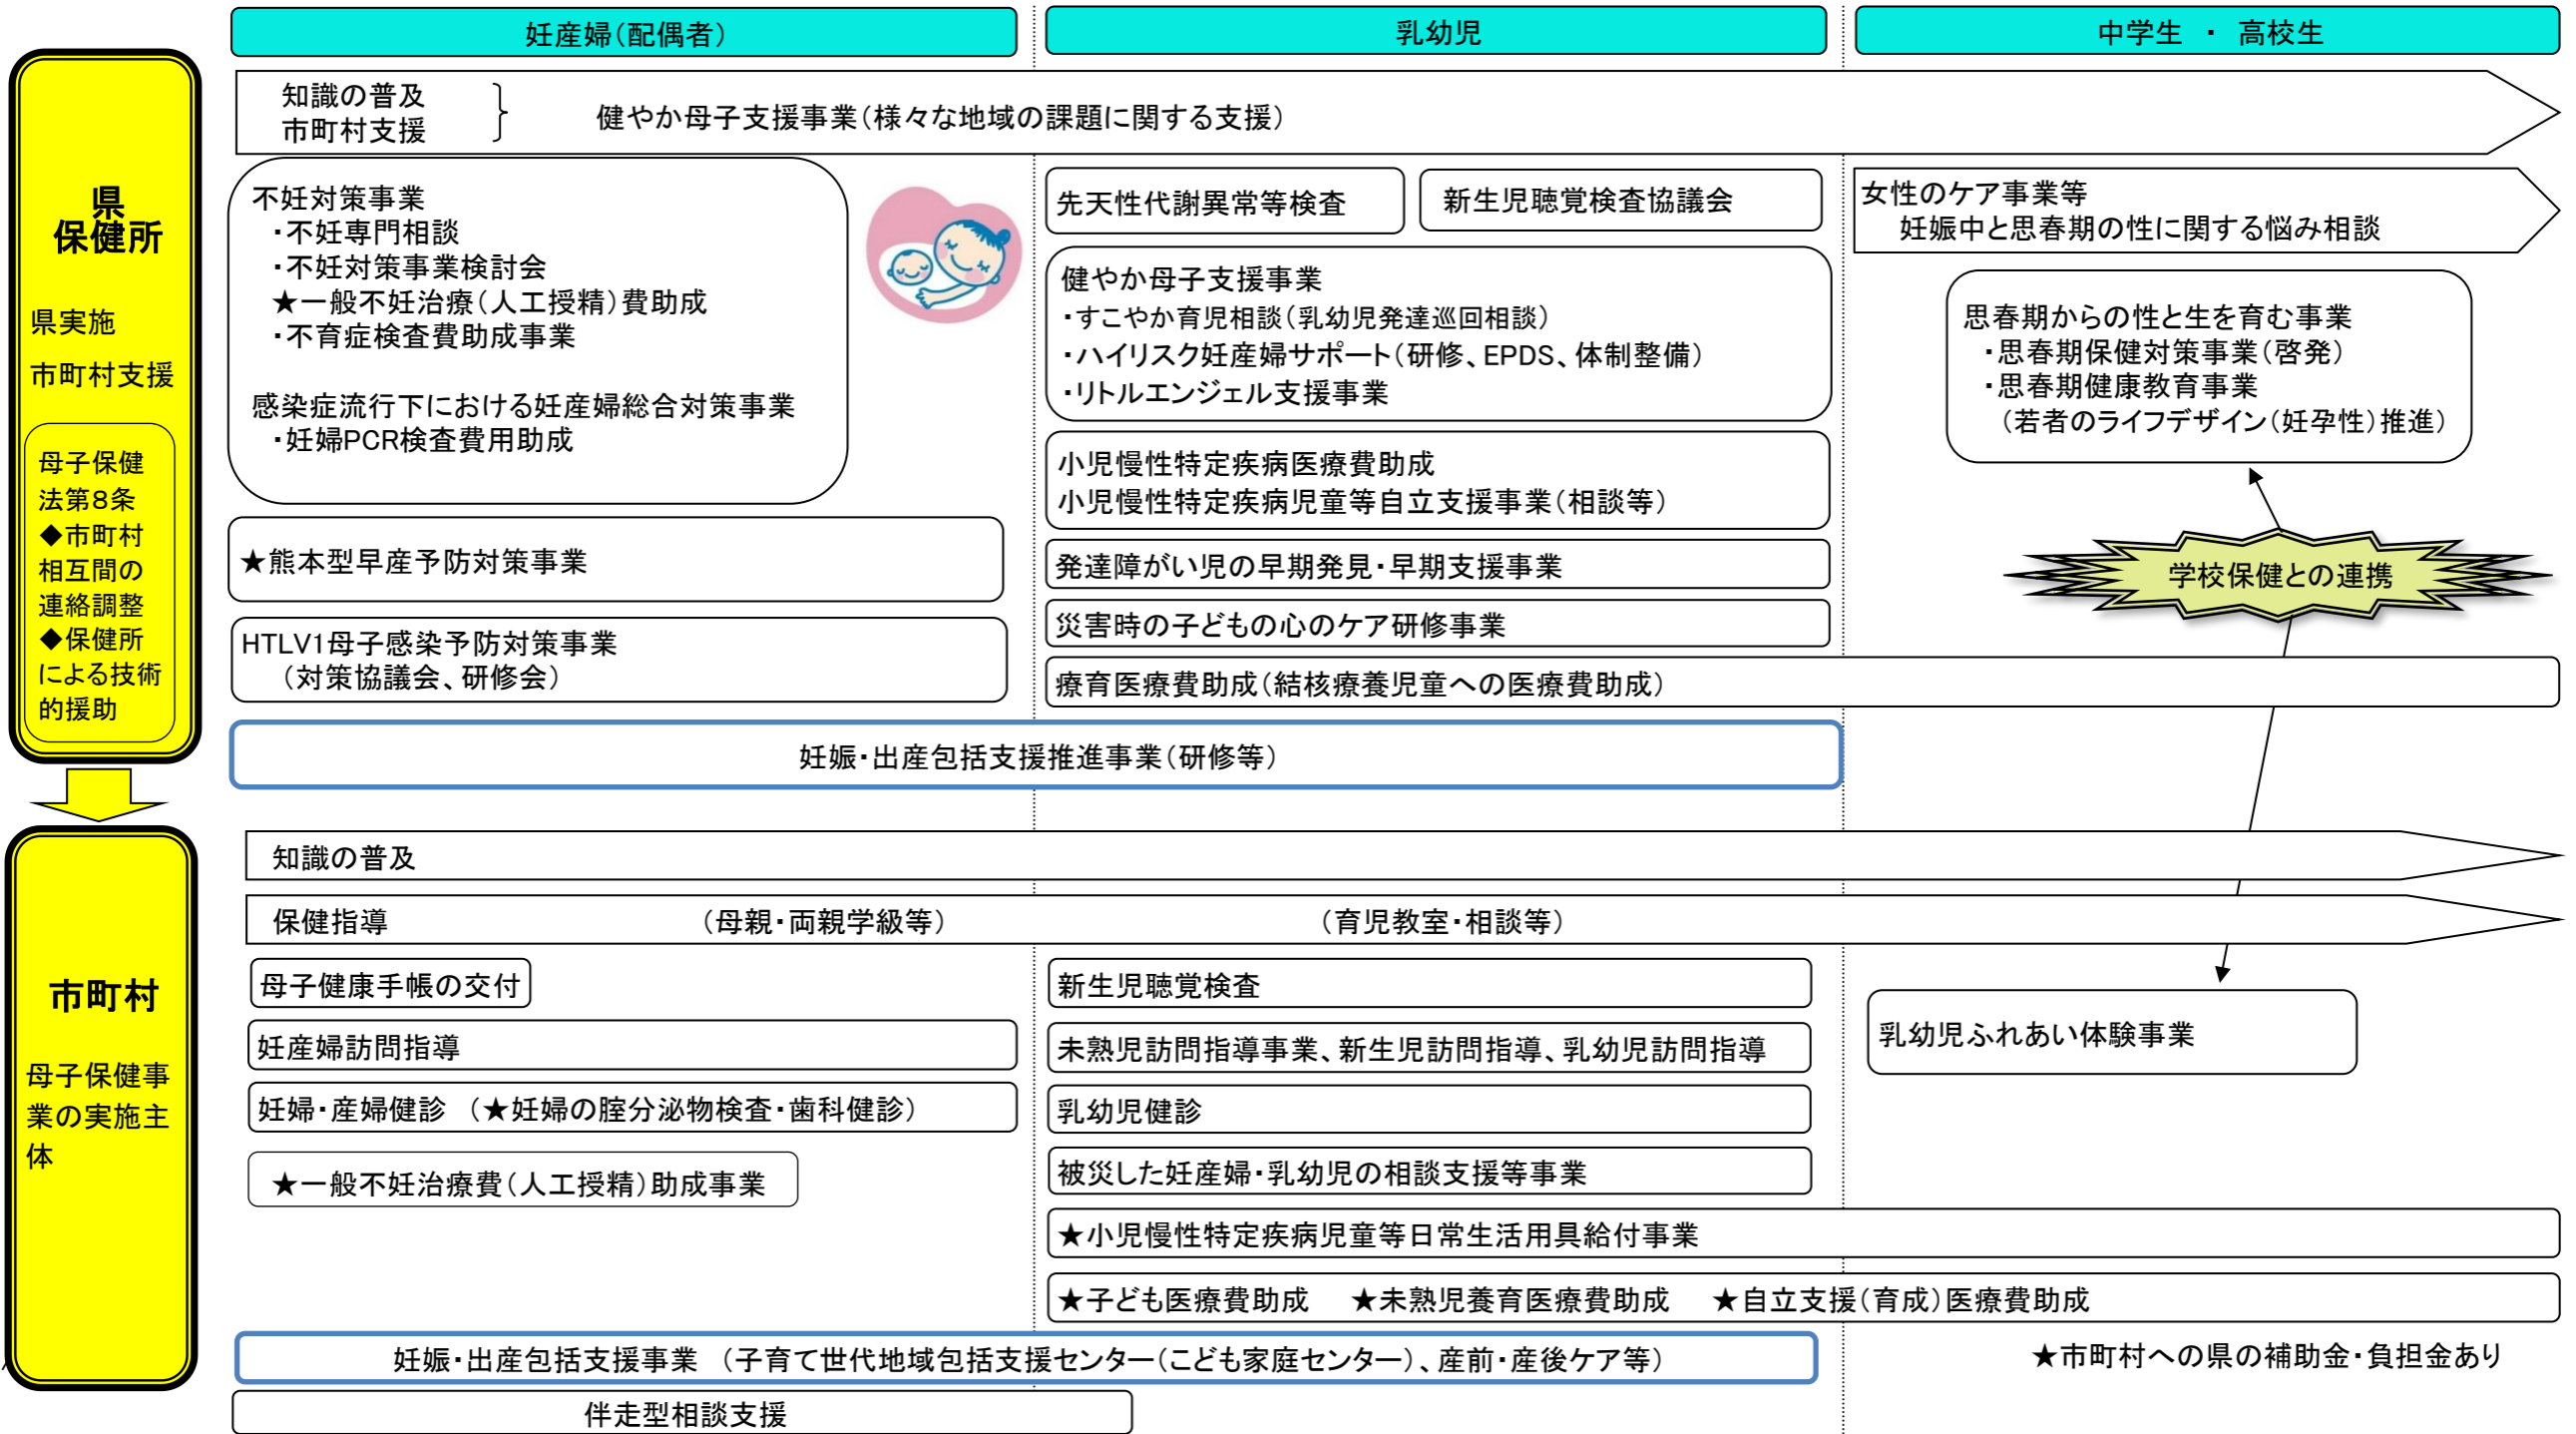 妊産婦(配偶者)
乳幼児
中学生 ・ 高校生
県
保健所
県実施
市町村支援
母子保健
法第8条
◆市町村
相互間の
連絡調整
◆保健所
による技術
的援助
知識の普及
市町村支援
健やか母子支援事業(様々な地域の課題に関する支援)
不妊対策事業
・不妊専門相談
・不妊対策事業検討会
★一般不妊治療(人工授精)費助成
・不育症検査費助成事業
感染症流行下における妊産婦総合対策事業
・妊婦PCR検査費用助成
★熊本型早産予防対策事業
HTLV1母子感染予防対策事業
(対策協議会、研修会)
先天性代謝異常等検査
新生児聴覚検査協議会
健やか母子支援事業
・すこやか育児相談(乳幼児発達巡回相談)
・ハイリスク妊産婦サポート(研修、EPDS、体制整備)
・リトルエンジェル支援事業
小児慢性特定疾病医療費助成
小児慢性特定疾病児童等自立支援事業(相談等)
発達障がい児の早期発見・早期支援事業
災害時の子どもの心のケア研修事業
療育医療費助成(結核療養児童への医療費助成)
女性のケア事業等
妊娠中と思春期の性に関する悩み相談
思春期からの性と生を育む事業
・思春期保健対策事業(啓発)
・思春期健康教育事業
(若者のライフデザイン(妊孕性)推進)
学校保健との連携
妊娠・出産包括支援推進事業(研修等)
市町村
母子保健事
業の実施主
体
知識の普及
保健指導 (母親・両親学級等) (育児教室・相談等)
母子健康手帳の交付
妊産婦訪問指導
妊婦・産婦健診 (★妊婦の腟分泌物検査・歯科健診)
★一般不妊治療費(人工授精)助成事業
新生児聴覚検査
未熟児訪問指導事業、新生児訪問指導、乳幼児訪問指導
乳幼児健診
被災した妊産婦・乳幼児の相談支援等事業
★小児慢性特定疾病児童等日常生活用具給付事業
★子ども医療費助成 ★未熟児養育医療費助成 ★自立支援(育成)医療費助成
乳幼児ふれあい体験事業
妊娠・出産包括支援事業 (子育て世代地域包括支援センター(こども家庭センター)、産前・産後ケア等)
★市町村への県の補助金・負担金あり
伴走型相談支援